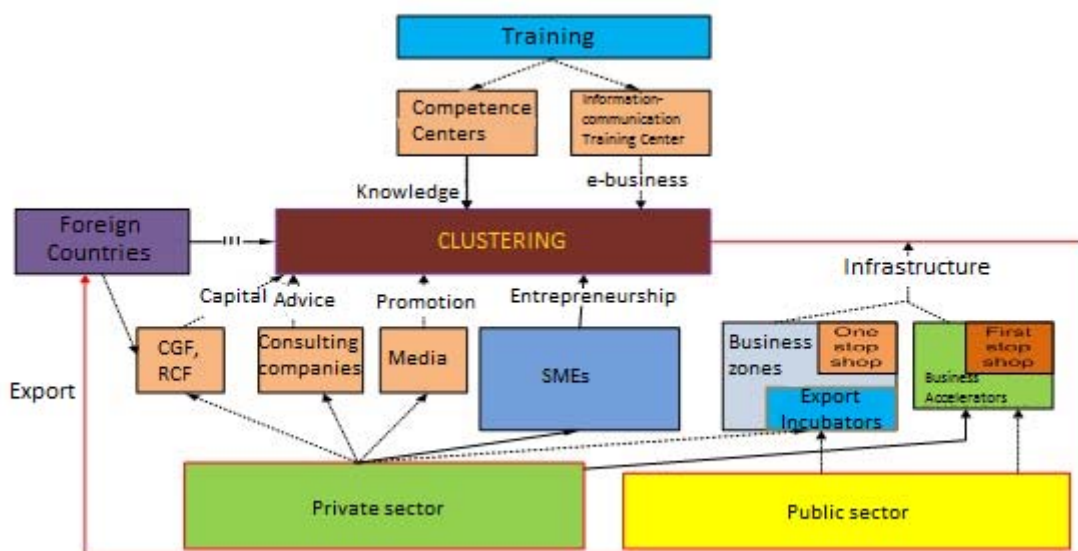 Training
Competence
Centers
Information-
communication
Training Center
Knowledge
e-business
Foreign
Countries
III
CLUSTERING
Infrastructure
Capital
Advice
Promotion
Entrepreneurship
CGF,
RCF
Consulting
companies
Media
SMEs
Business
zones
One
stop
shop
Export
Incubators
First
stop
shop
Business
Accelerators
Export
Private sector
Public sector